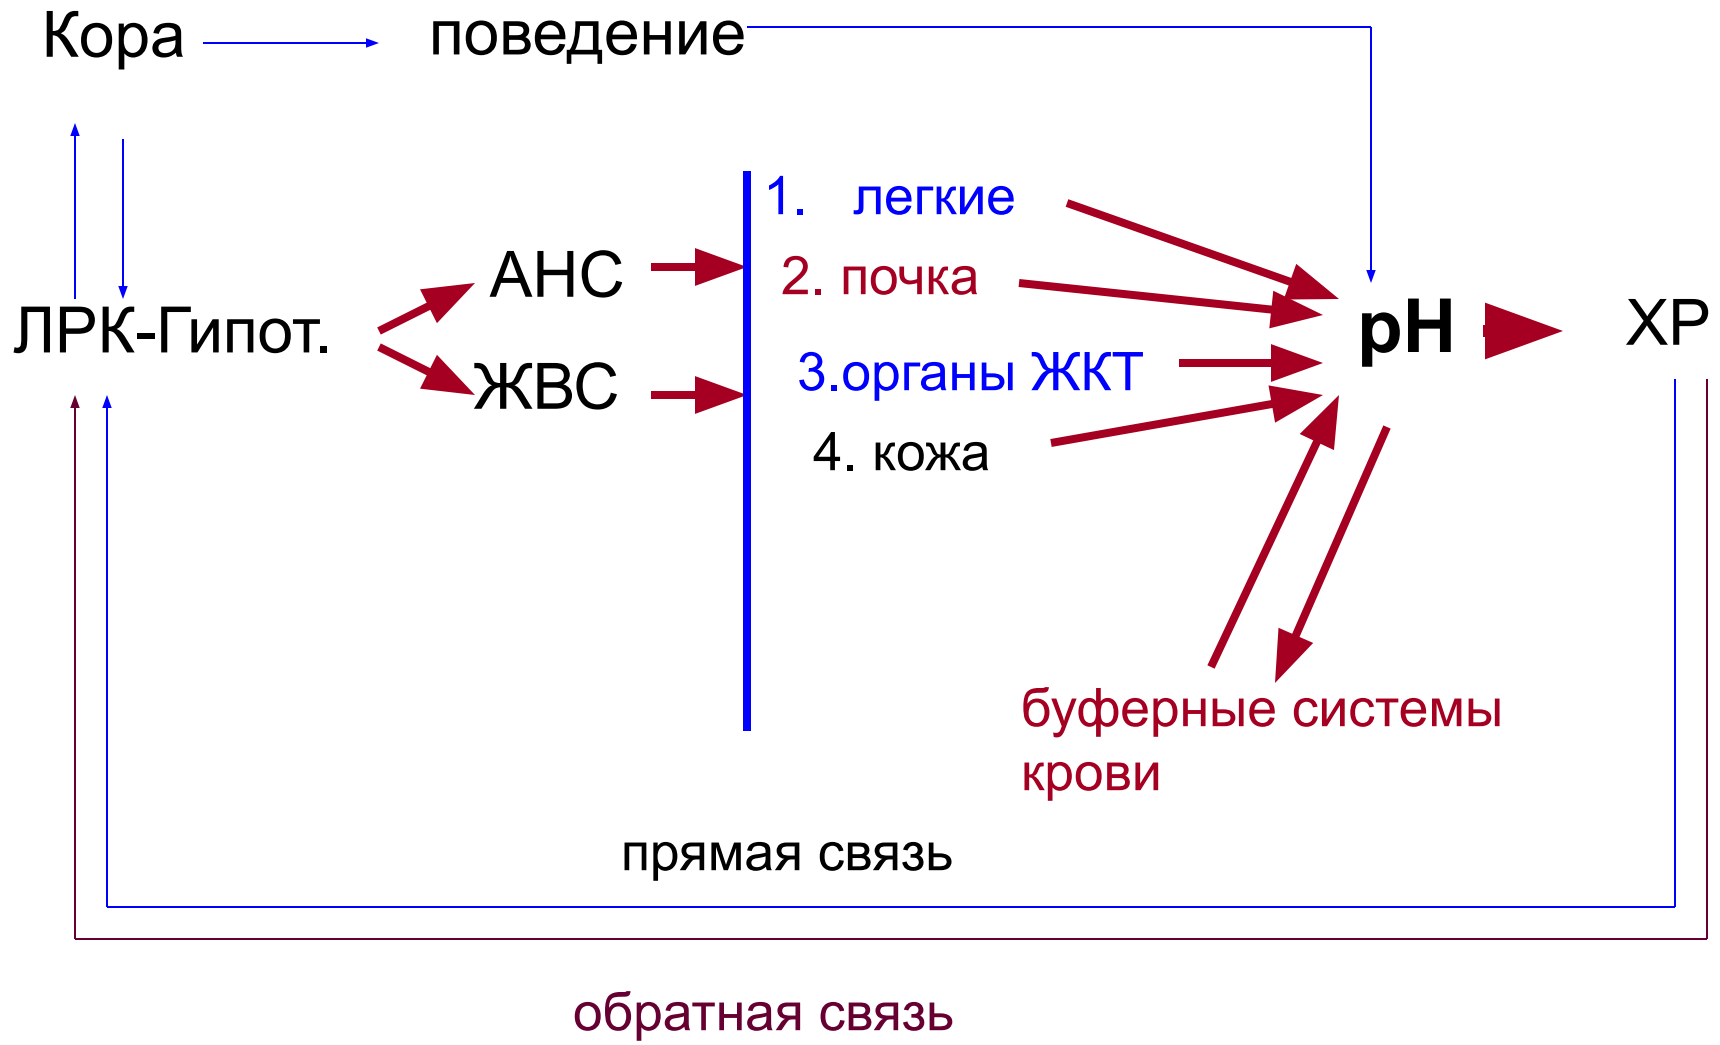 Кора
поведение
1. легкие
АНС
2. почка
ЛРК-Гипот.
рН
ХР
ЖВС
3.органы ЖКТ
4. кожа
буферные системы
крови
прямая связь
обратная связь